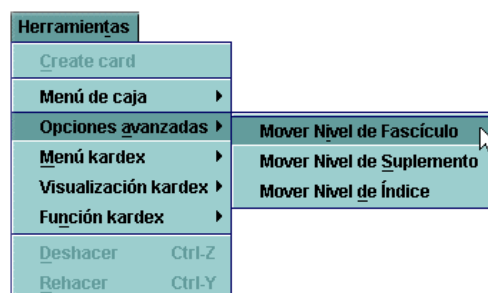 Herramientas
Create card
Menú de caja
Opciones avanzadas
Mover Nivel de Fascículo
Menú kardex
Mover Nivel de Suplemento
Visualización kardex
Mover Nivel de Índice
Función kardex
Deshacer Ctrl-Z
Rehacer Ctrl-Y